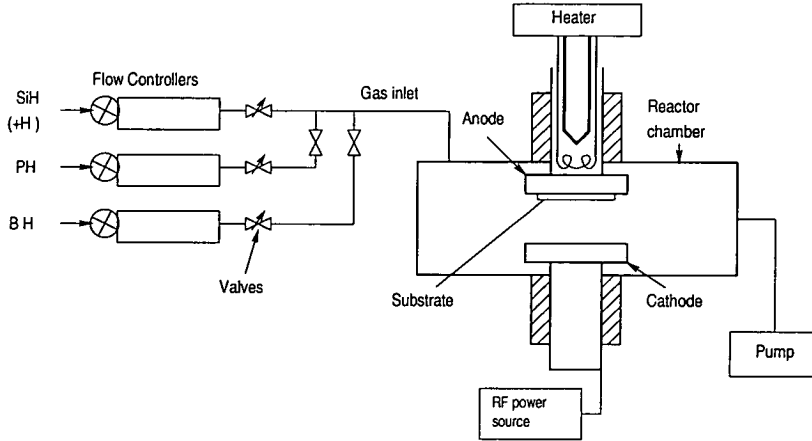 Heater
Flow Controllers
SiH
(+H )
Gas inlet
Anode
Reactor
chamber
PH
B H
Valves
Substrate
Cathode
Pump
RF power
source